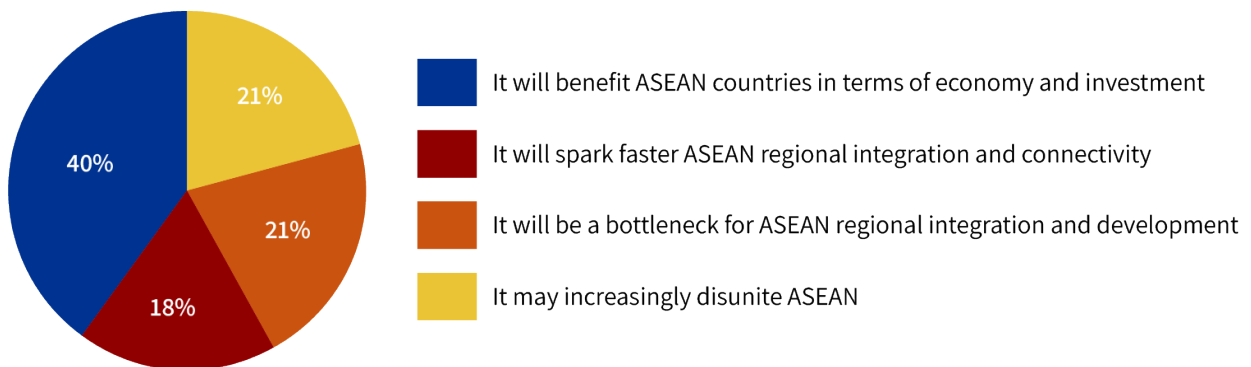 21%
40%
21%
18%
It will benefit ASEAN countries in terms of economy and investment
It will spark faster ASEAN regional integration and connectivity
It will be a bottleneck for ASEAN regional integration and development
It may increasingly disunite ASEAN